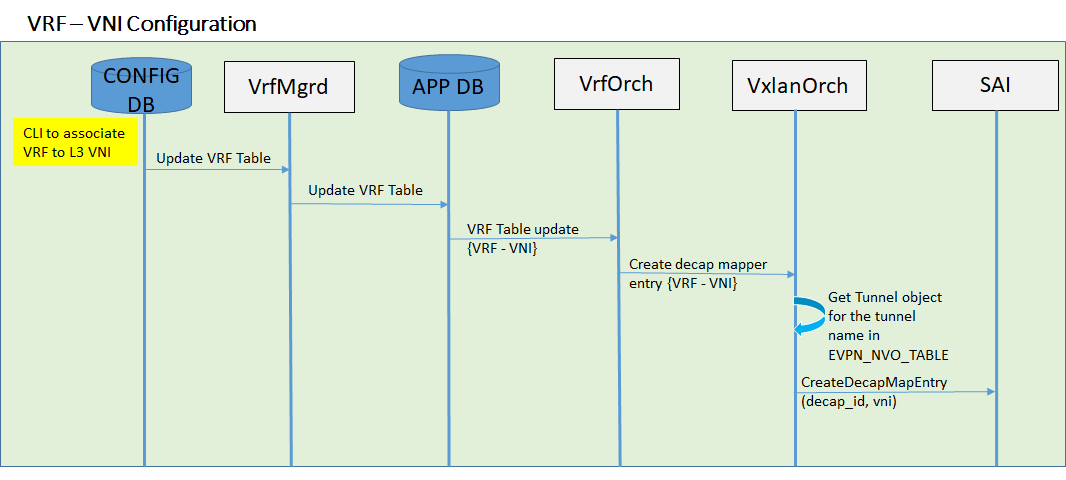 VRF – VNI Configuration
CONFIG
DB
VrfMgrd
APP DB
VrfOrch
VxlanOrch
SAI
CLI to associate
VRF to L3 VNI
Update VRF Table
Update VRF Table
VRF Table update
{VRF - VNI}
Create decap mapper
entry {VRF - VNI}
Get Tunnel object
for the tunnel
name in
EVPN_NVO_TABLE
CreateDecapMapEntry
(decap_id, vni)